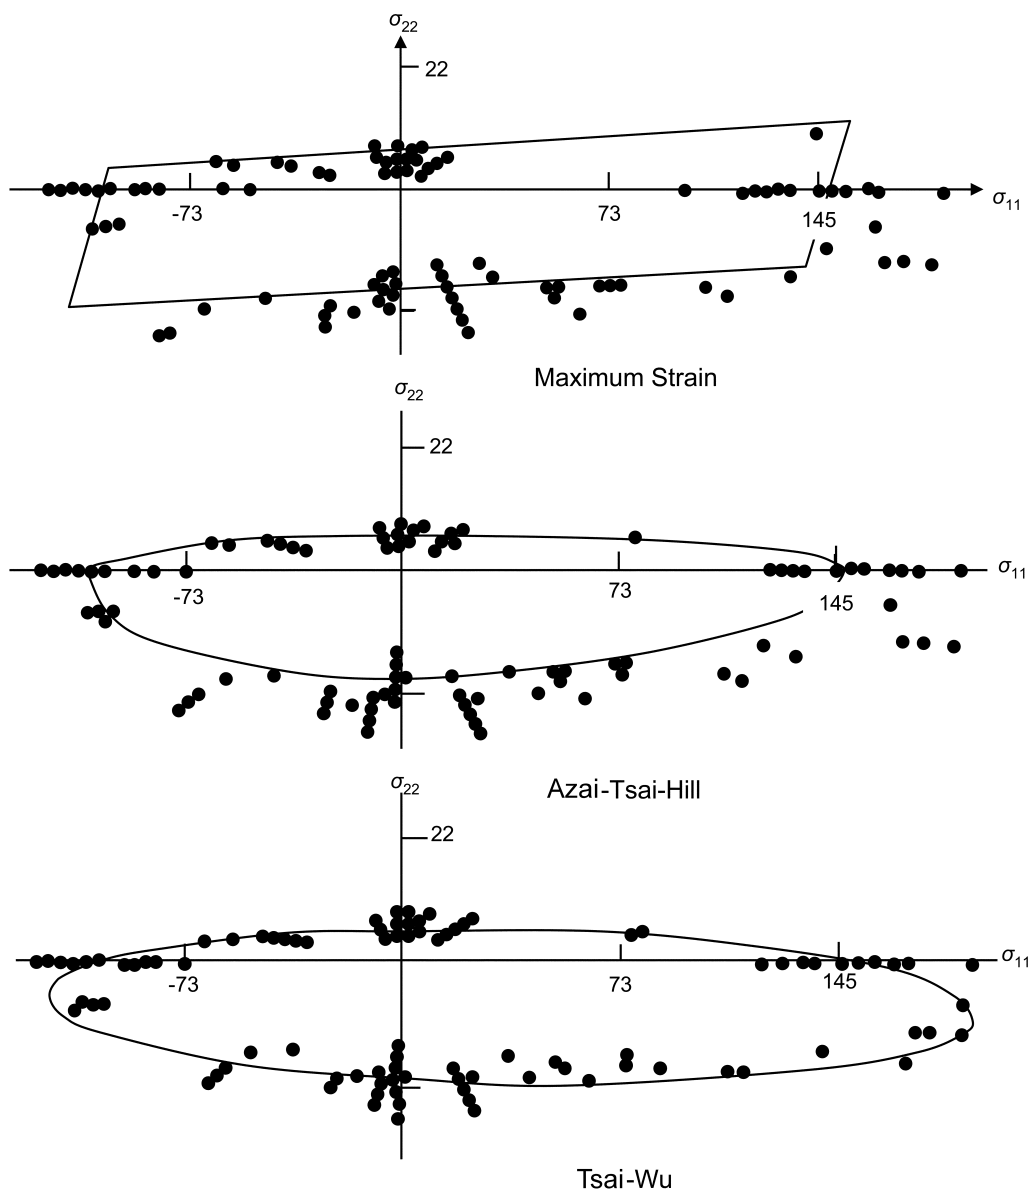 σ22
22
σ11
-73
73
145
Maximum Strain
σ22
22
σ11
-73
73
145
Azai-Tsai-Hill
σ22
22
σ11
-73
73
145
Tsai-Wu